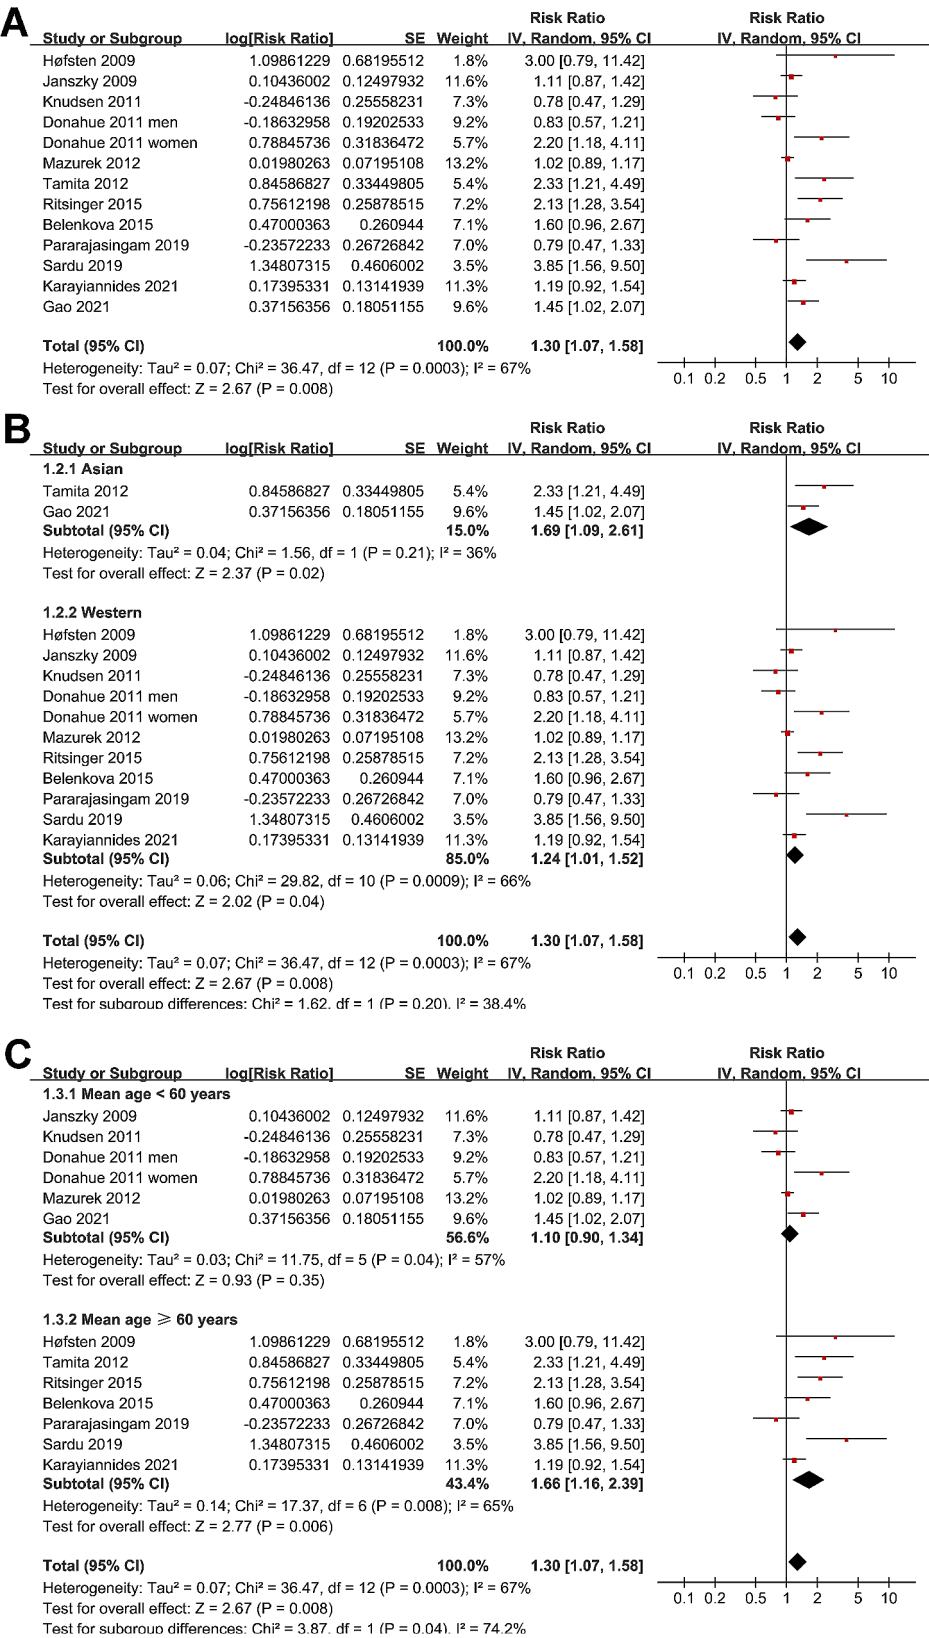 A
Risk Ratio Risk Ratio
Study or Subgroup log[Risk Ratio] SE Weight IV, Random, 95% CI IV, Random, 95% CI
Høfsten 2009 1.09861229 0.68195512 1.8% 3.00 [0.79, 11.42]
Janszky 2009 0.10436002 0.12497932 11.6% 1.11 [0.87, 1.42]
Knudsen 2011 -0.24846136 0.25558231 7.3% 0.78 [0.47, 1.29]
Donahue 2011 men -0.18632958 0.19202533 9.2% 0.83 [0.57, 1.21]
Donahue 2011 women 0.78845736 0.31836472 5.7% 2.20 [1.18, 4.11]
Mazurek 2012 0.01980263 0.07195108 13.2% 1.02 [0.89, 1.17]
Tamita 2012 0.84586827 0.33449805 5.4% 2.33 [1.21, 4.49]
Ritsinger 2015 0.75612198 0.25878515 7.2% 2.13 [1.28, 3.54]
Belenkova 2015 0.47000363 0.260944 7.1% 1.60 [0.96, 2.67]
Pararajasingam 2019 -0.23572233 0.26726842 7.0% 0.79 [0.47, 1.33]
Sardu 2019 1.34807315 0.4606002 3.5% 3.85 [1.56, 9.50]
Karayiannides 2021 0.17395331 0.13141939 11.3% 1.19 [0.92, 1.54]
Gao 2021 0.37156356 0.18051155 9.6% 1.45 [1.02, 2.07]
Total (95% CI) 100.0% 1.30 [1.07, 1.58]
Heterogeneity: Tau² = 0.07; Chi² = 36.47, df = 12 (P = 0.0003); I² = 67%
Test for overall effect: Z = 2.67 (P = 0.008)
0.1 0.2 0.5 1 2 5 10
B
Risk Ratio Risk Ratio
Study or Subgroup log[Risk Ratio] SE Weight IV, Random, 95% CI IV, Random, 95% CI
1.2.1 Asian
Tamita 2012 0.84586827 0.33449805 5.4% 2.33 [1.21, 4.49]
Gao 2021 0.37156356 0.18051155 9.6% 1.45 [1.02, 2.07]
Subtotal (95% CI) 15.0% 1.69 [1.09, 2.61]
Heterogeneity: Tau² = 0.04; Chi² = 1.56, df = 1 (P = 0.21); I² = 36%
Test for overall effect: Z = 2.37 (P = 0.02)
1.2.2 Western
Høfsten 2009 1.09861229 0.68195512 1.8% 3.00 [0.79, 11.42]
Janszky 2009 0.10436002 0.12497932 11.6% 1.11 [0.87, 1.42]
Knudsen 2011 -0.24846136 0.25558231 7.3% 0.78 [0.47, 1.29]
Donahue 2011 men -0.18632958 0.19202533 9.2% 0.83 [0.57, 1.21]
Donahue 2011 women 0.78845736 0.31836472 5.7% 2.20 [1.18, 4.11]
Mazurek 2012 0.01980263 0.07195108 13.2% 1.02 [0.89, 1.17]
Ritsinger 2015 0.75612198 0.25878515 7.2% 2.13 [1.28, 3.54]
Belenkova 2015 0.47000363 0.260944 7.1% 1.60 [0.96, 2.67]
Pararajasingam 2019 -0.23572233 0.26726842 7.0% 0.79 [0.47, 1.33]
Sardu 2019 1.34807315 0.4606002 3.5% 3.85 [1.56, 9.50]
Karayiannides 2021 0.17395331 0.13141939 11.3% 1.19 [0.92, 1.54]
Subtotal (95% CI) 85.0% 1.24 [1.01, 1.52]
Heterogeneity: Tau² = 0.06; Chi² = 29.82, df = 10 (P = 0.0009); I² = 66%
Test for overall effect: Z = 2.02 (P = 0.04)
Total (95% CI) 100.0% 1.30 [1.07, 1.58]
Heterogeneity: Tau² = 0.07; Chi² = 36.47, df = 12 (P = 0.0003); I² = 67%
Test for overall effect: Z = 2.67 (P = 0.008)
Test for subgroup differences: Chi² = 1.62, df = 1 (P = 0.20), I² = 38.4%
0.1 0.2 0.5 1 2 5 10
C
Risk Ratio Risk Ratio
Study or Subgroup log[Risk Ratio] SE Weight IV, Random, 95% CI IV, Random, 95% CI
1.3.1 Mean age < 60 years
Janszky 2009 0.10436002 0.12497932 11.6% 1.11 [0.87, 1.42]
Knudsen 2011 -0.24846136 0.25558231 7.3% 0.78 [0.47, 1.29]
Donahue 2011 men -0.18632958 0.19202533 9.2% 0.83 [0.57, 1.21]
Donahue 2011 women 0.78845736 0.31836472 5.7% 2.20 [1.18, 4.11]
Mazurek 2012 0.01980263 0.07195108 13.2% 1.02 [0.89, 1.17]
Gao 2021 0.37156356 0.18051155 9.6% 1.45 [1.02, 2.07]
Subtotal (95% CI) 56.6% 1.10 [0.90, 1.34]
Heterogeneity: Tau² = 0.03; Chi² = 11.75, df = 5 (P = 0.04); I² = 57%
Test for overall effect: Z = 0.93 (P = 0.35)
1.3.2 Mean age ⩾ 60 years
Høfsten 2009 1.09861229 0.68195512 1.8% 3.00 [0.79, 11.42]
Tamita 2012 0.84586827 0.33449805 5.4% 2.33 [1.21, 4.49]
Ritsinger 2015 0.75612198 0.25878515 7.2% 2.13 [1.28, 3.54]
Belenkova 2015 0.47000363 0.260944 7.1% 1.60 [0.96, 2.67]
Pararajasingam 2019 -0.23572233 0.26726842 7.0% 0.79 [0.47, 1.33]
Sardu 2019 1.34807315 0.4606002 3.5% 3.85 [1.56, 9.50]
Karayiannides 2021 0.17395331 0.13141939 11.3% 1.19 [0.92, 1.54]
Subtotal (95% CI) 43.4% 1.66 [1.16, 2.39]
Heterogeneity: Tau² = 0.14; Chi² = 17.37, df = 6 (P = 0.008); I² = 65%
Test for overall effect: Z = 2.77 (P = 0.006)
Total (95% CI) 100.0% 1.30 [1.07, 1.58]
Heterogeneity: Tau² = 0.07; Chi² = 36.47, df = 12 (P = 0.0003); I² = 67%
Test for overall effect: Z = 2.67 (P = 0.008)
Test for subgroup differences: Chi² = 3.87, df = 1 (P = 0.04), I² = 74.2%
0.1 0.2 0.5 1 2 5 10